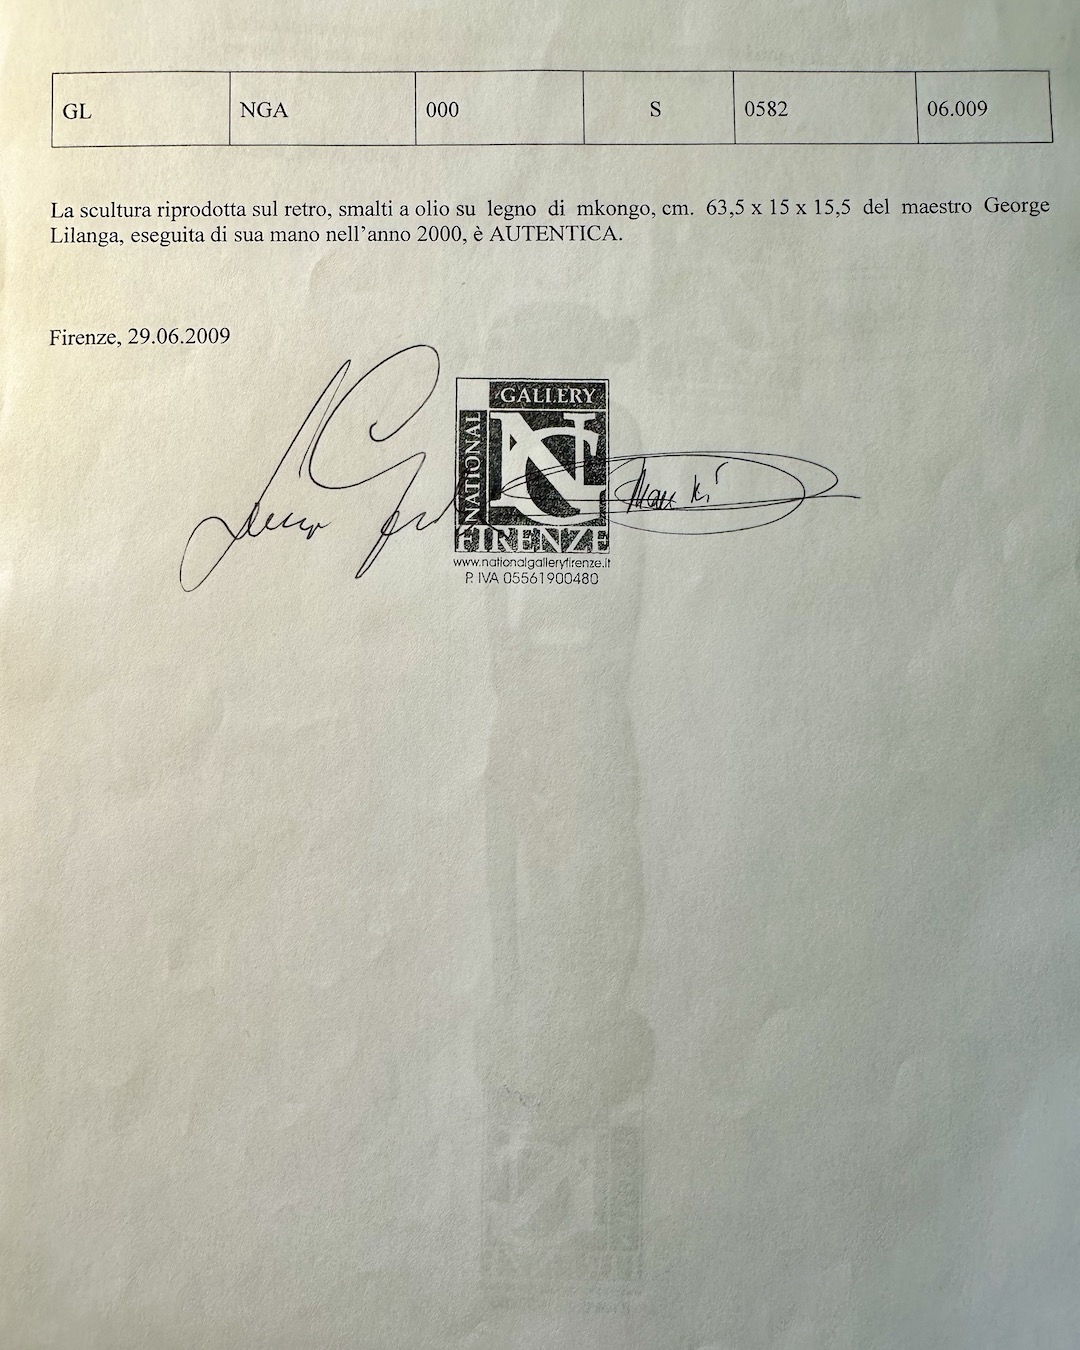 GL NGA 000 S 0582 06.009
La scultura riprodotta sul retro, smalti a olio su legno di mkongo, cm. 63,5 x 15 x 15,5 del maestro George
Lilanga, eseguita di sua mano nell'anno 2000, è AUTENTICA.
Firenze, 29.06.2009
GALLERY
NATIONAL
FIRENZE
www.nationalgalleryfirenze.it
P. IVA 05561900480